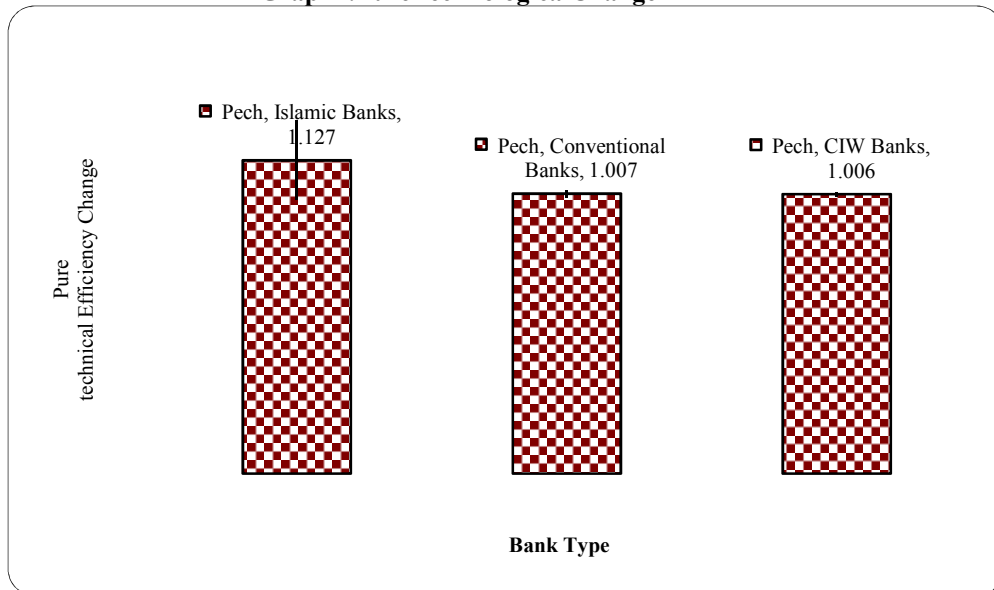 Pech, Islamic Banks,
1.127
Pech, Conventional
Banks, 1.007
Pech, CIW Banks,
1.006
Pure
technical Efficiency Change
Bank Type